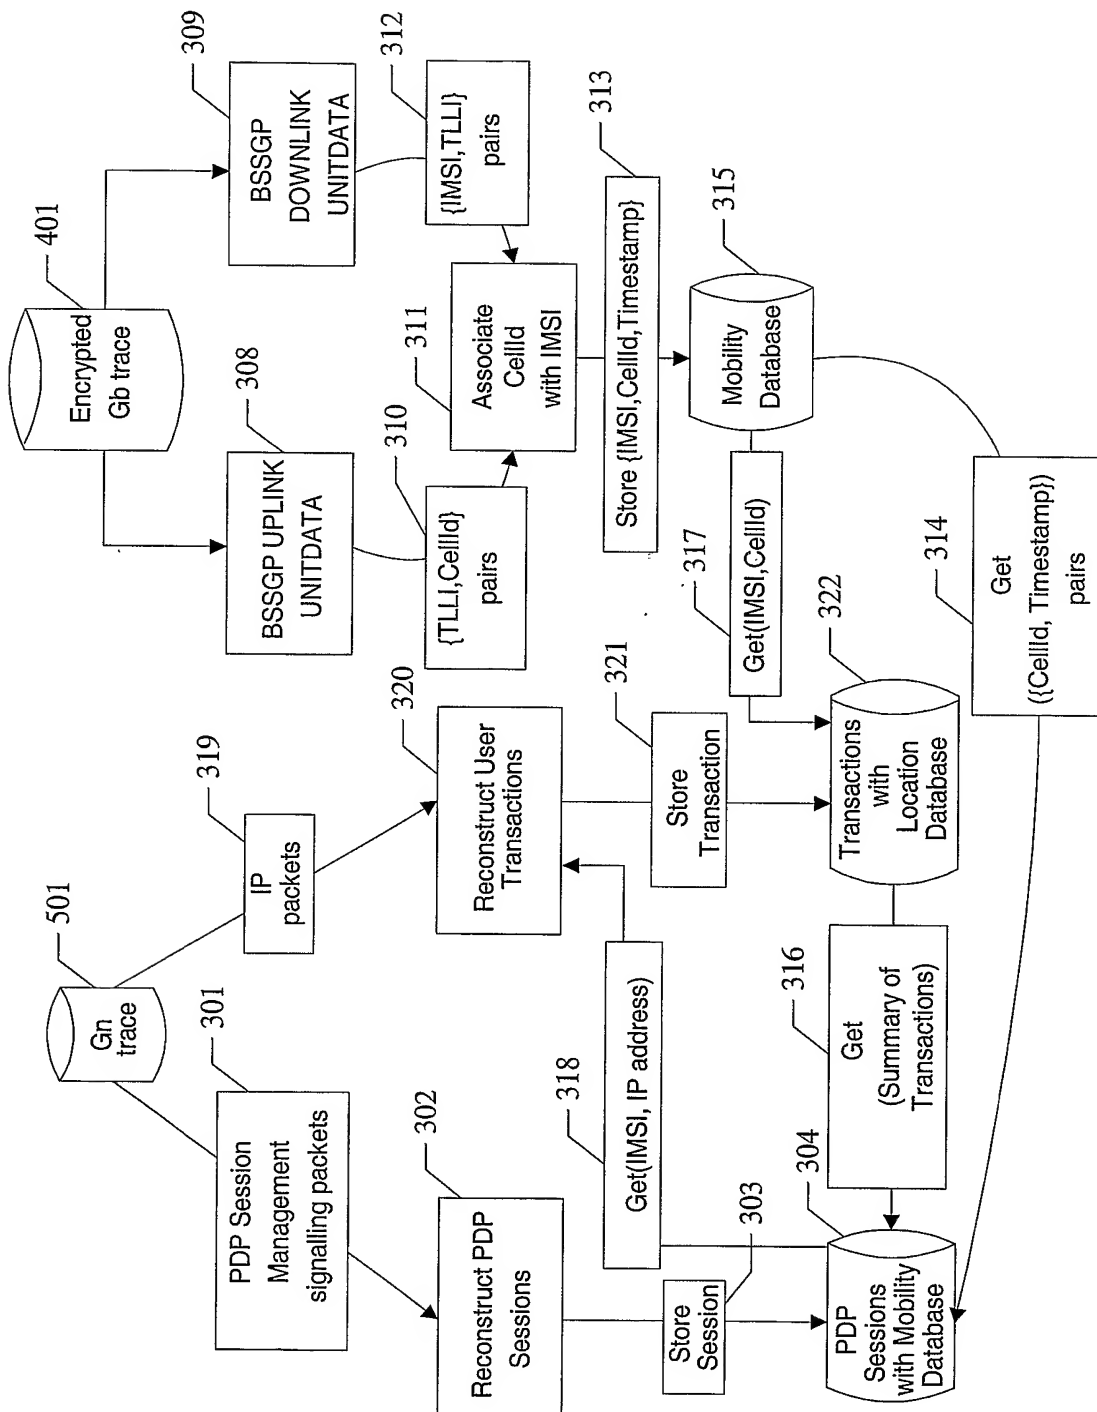 501
Gn
trace
301
PDP Session
Management
signalling packets
302
Reconstruct PDP
Sessions
303
Store
Session
304
PDP
Sessions
with Mobility
Database
319
IP
packets
320
Reconstruct User
Transactions
318
Get(IMSI, IP address)
321
Store
Transaction
322
Transactions
with
Location
Database
316
Get
(Summary of
Transactions)
401
Encrypted
Gb trace
308
BSSGP UPLINK
UNITDATA
309
BSSGP
DOWNLINK
UNITDATA
310
{TLLI,CellId}
pairs
312
{IMSI,TLLI}
pairs
311
Associate
CellId
with IMSI
313
Store {IMSI,CellId,Timestamp}
315
Mobility
Database
317
Get(IMSI,CellId)
314
Get
({CellId, Timestamp})
pairs